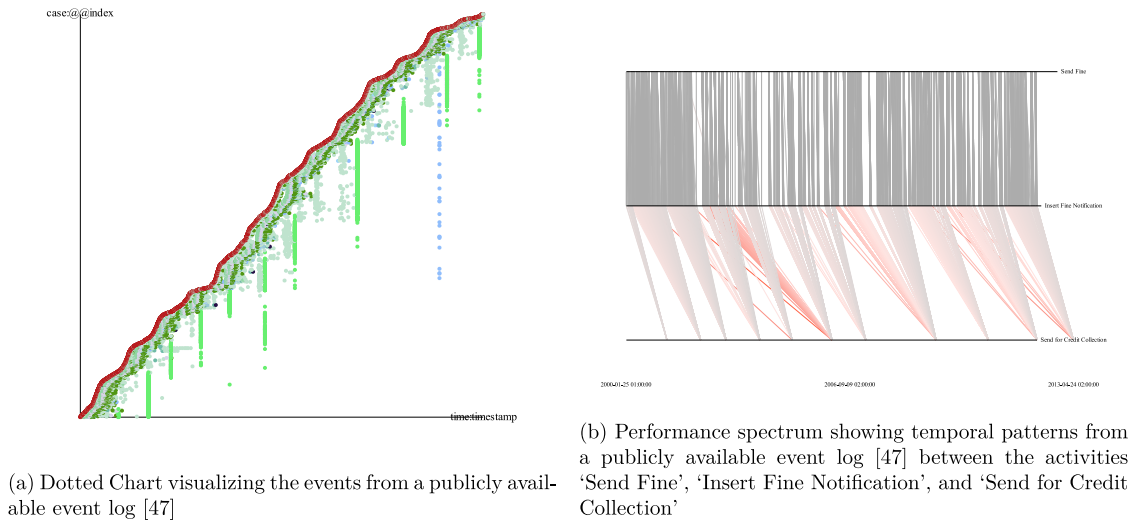 case:@@index
time:timestamp
(a) Dotted Chart visualizing the events from a publicly avail-
able event log [47]
Send Fine
Insert Fine Notification
Send for Credit Collection
2000-01-25 01:00:00
2006-09-09 02:00:00
2013-04-24 02:00:00
(b) Performance spectrum showing temporal patterns from
a publicly available event log [47] between the activities
‘Send Fine’, ‘Insert Fine Notification’, and ‘Send for Credit
Collection’